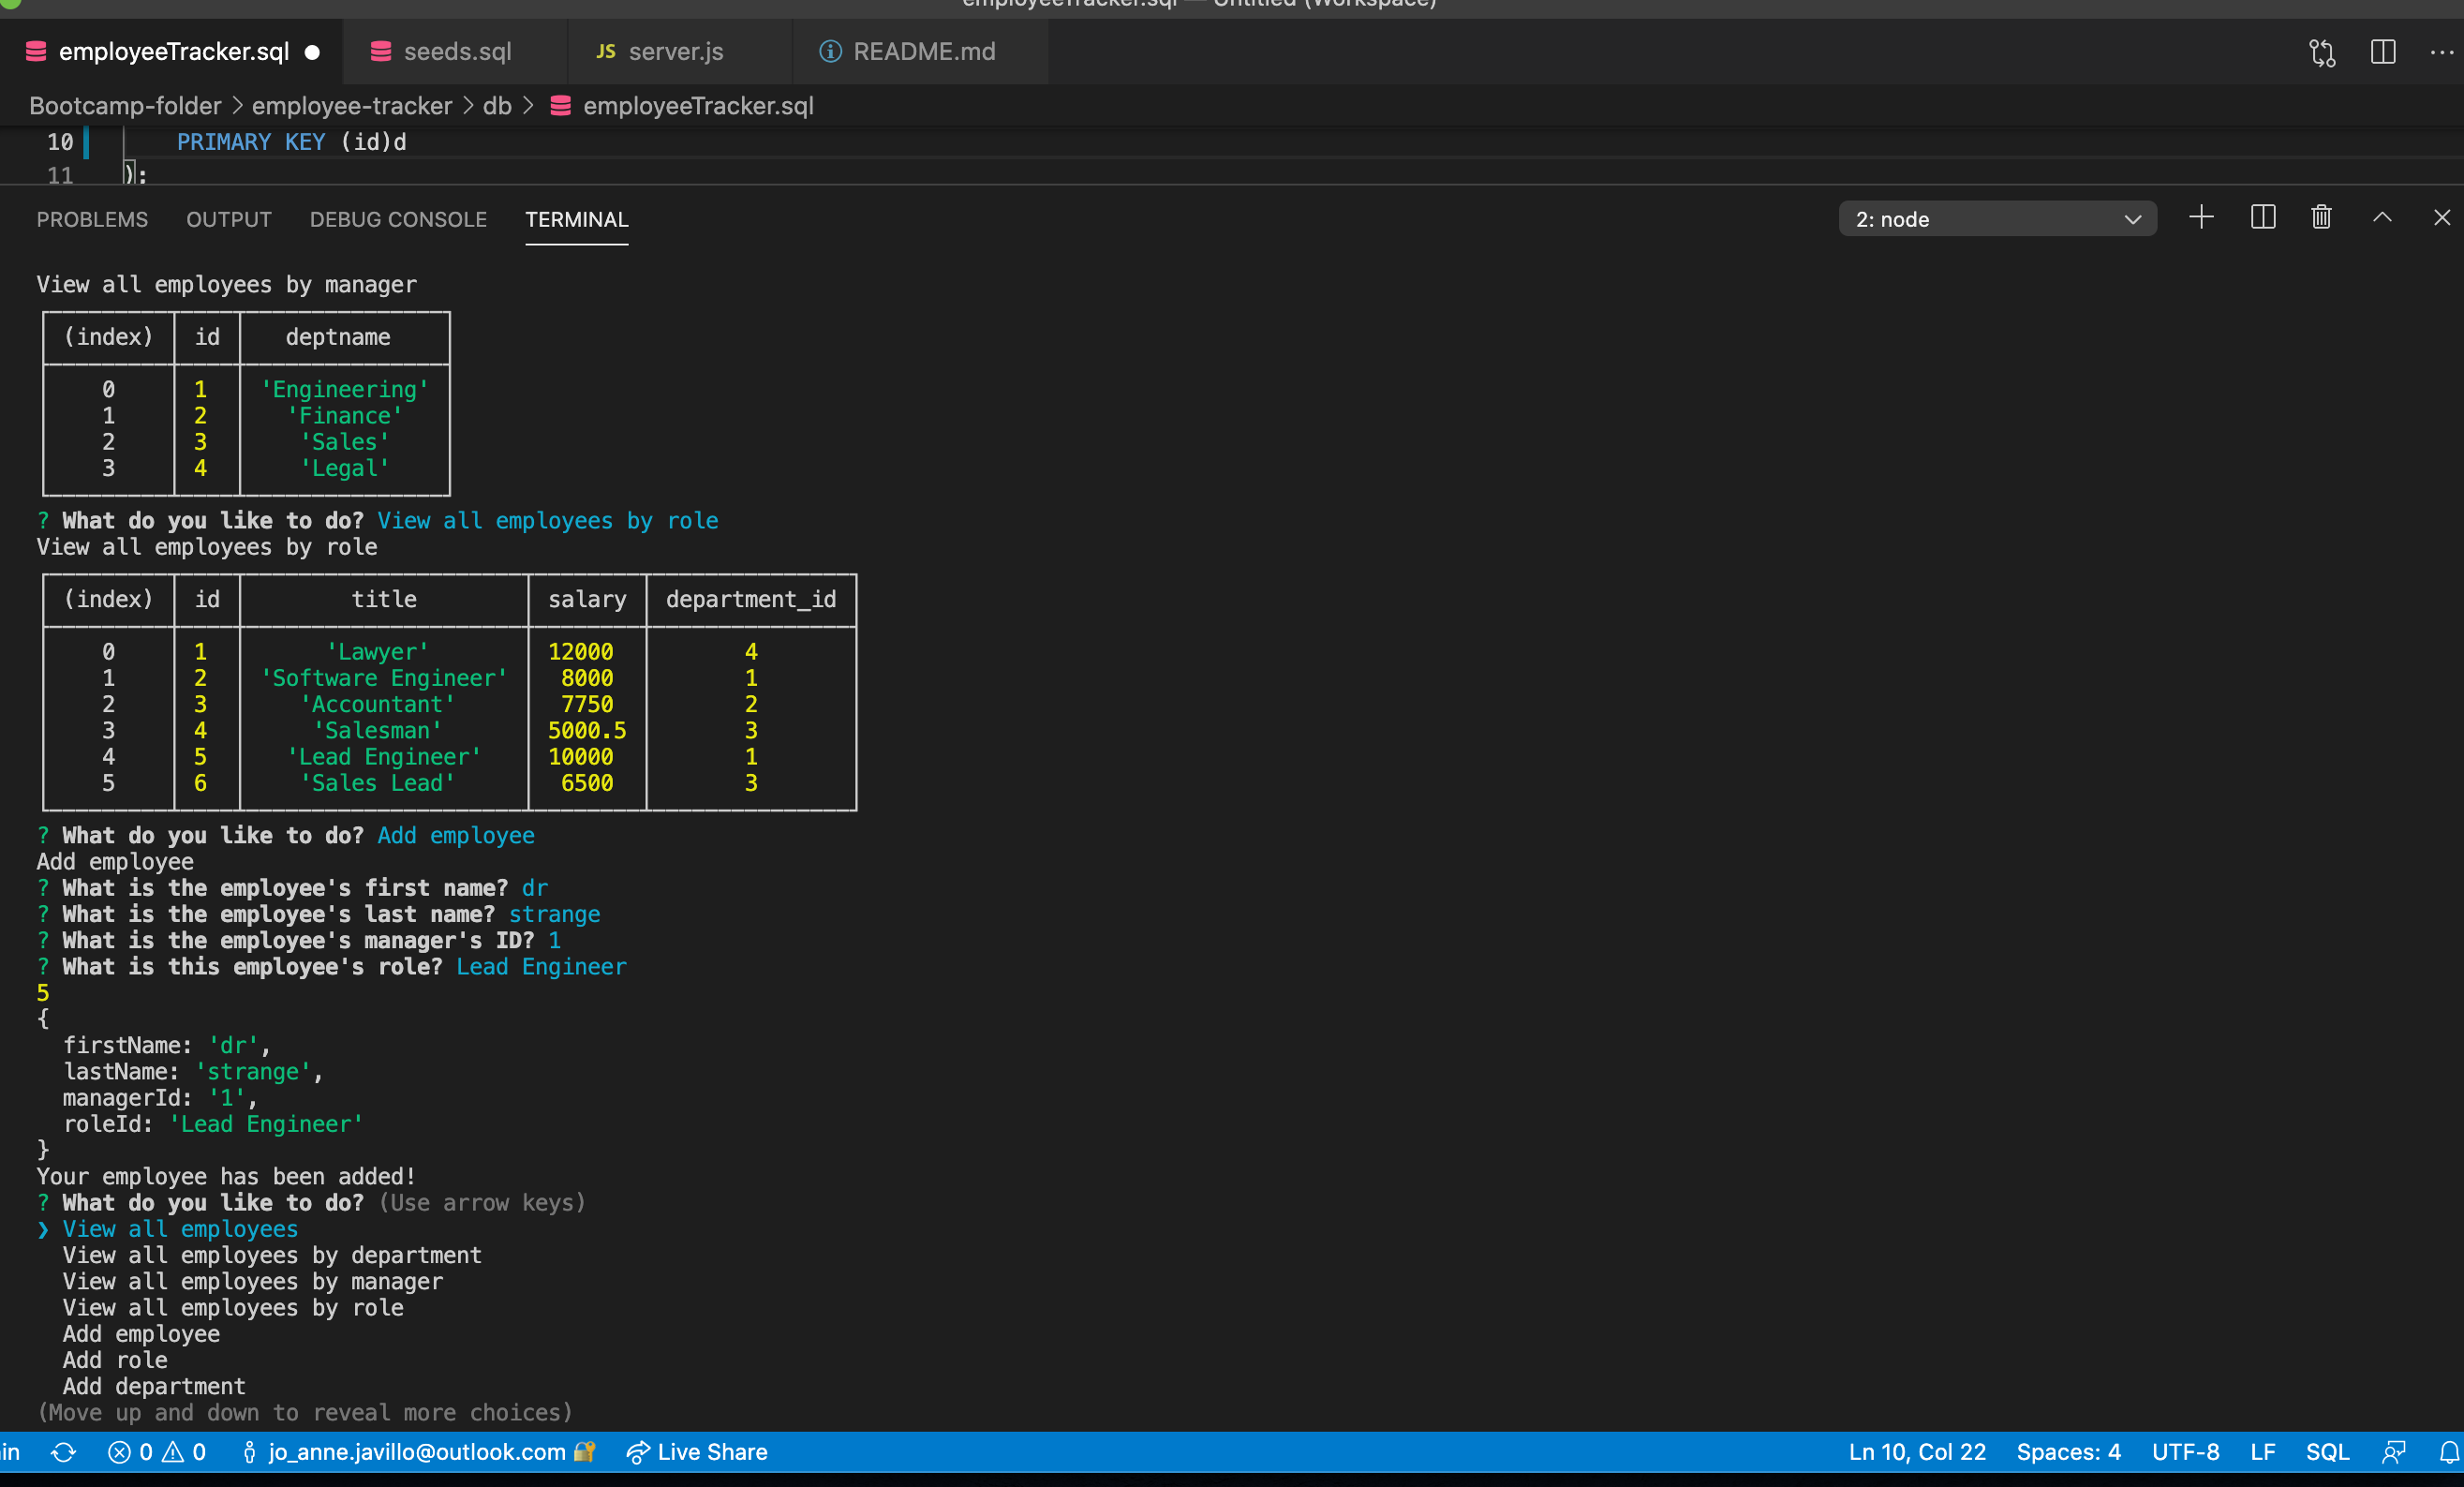 employeeTracker.sql — Untitled (Workspace)
employeeTracker.sql ● seeds.sql JS server.js README.md
Bootcamp-folder > employee-tracker > db > employeeTracker.sql
10 PRIMARY KEY (id)d
11 );
PROBLEMS OUTPUT DEBUG CONSOLE TERMINAL 2: node
View all employees by manager
(index) id deptname
0 1 'Engineering'
1 2 'Finance'
2 3 'Sales'
3 4 'Legal'
? What do you like to do? View all employees by role
View all employees by role
(index) id title salary department_id
0 1 'Lawyer' 12000 4
1 2 'Software Engineer' 8000 1
2 3 'Accountant' 7750 2
3 4 'Salesman' 5000.5 3
4 5 'Lead Engineer' 10000 1
5 6 'Sales Lead' 6500 3
? What do you like to do? Add employee
Add employee
? What is the employee's first name? dr
? What is the employee's last name? strange
? What is the employee's manager's ID? 1
? What is this employee's role? Lead Engineer
5
{
firstName: 'dr',
lastName: 'strange',
managerId: '1',
roleId: 'Lead Engineer'
}
Your employee has been added!
? What do you like to do? (Use arrow keys)
❯ View all employees
View all employees by department
View all employees by manager
View all employees by role
Add employee
Add role
Add department
(Move up and down to reveal more choices)
in 0 0 jo_anne.javillo@outlook.com Live Share Ln 10, Col 22 Spaces: 4 UTF-8 LF SQL